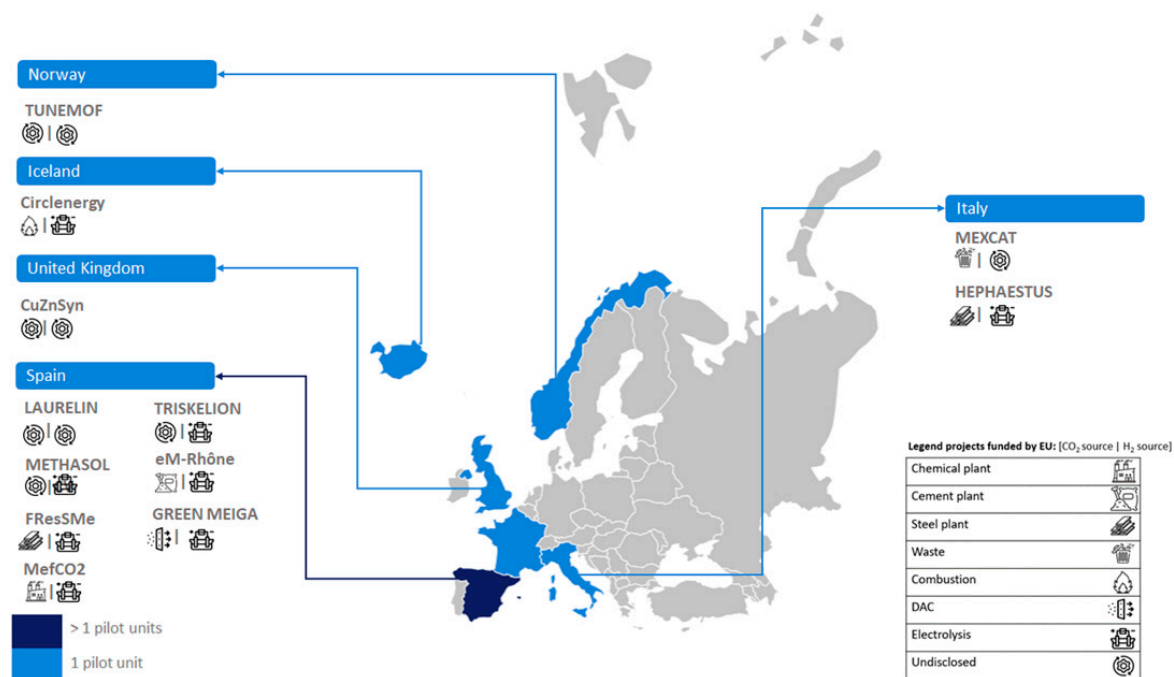 Norway
TUNEMOF
|
Iceland
Circlenergy
|
United Kingdom
CuZnSyn
|
Spain
LAURELIN
|
METHASOL
|
FResSMe
|
MefCO2
|
TRISKELION
|
eM-Rhône
|
GREEN MEIGA
|
> 1 pilot units
1 pilot unit
Italy
MEXCAT
|
HEPHAESTUS
|
Legend projects funded by EU: [CO₂ source | H₂ source]
Chemical plant
Cement plant
Steel plant
Waste
Combustion
DAC
Electrolysis
Undisclosed